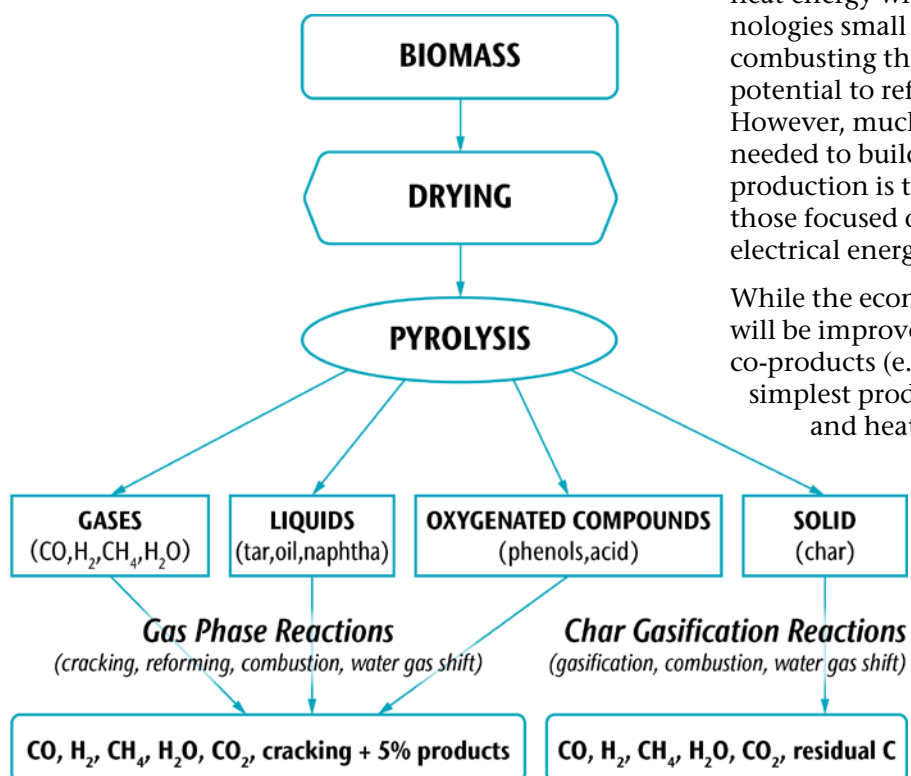 BIOMASS
DRYING
PYROLYSIS
GASES
(CO,H₂,CH₄,H₂O)
LIQUIDS
(tar,oil,naphtha)
OXYGENATED COMPOUNDS
(phenols,acid)
SOLID
(char)
Gas Phase Reactions
(cracking, reforming, combustion, water gas shift)
Char Gasification Reactions
(gasification, combustion, water gas shift)
CO, H₂, CH₄, H₂O, CO₂, cracking + 5% products
CO, H₂, CH₄, H₂O, CO₂, residual C
heat energy wi
nologies small
combusting th
potential to ref
However, much
needed to build
production is t
those focused o
electrical energ
While the econ
will be improve
co-products (e.
simplest prod
and heat